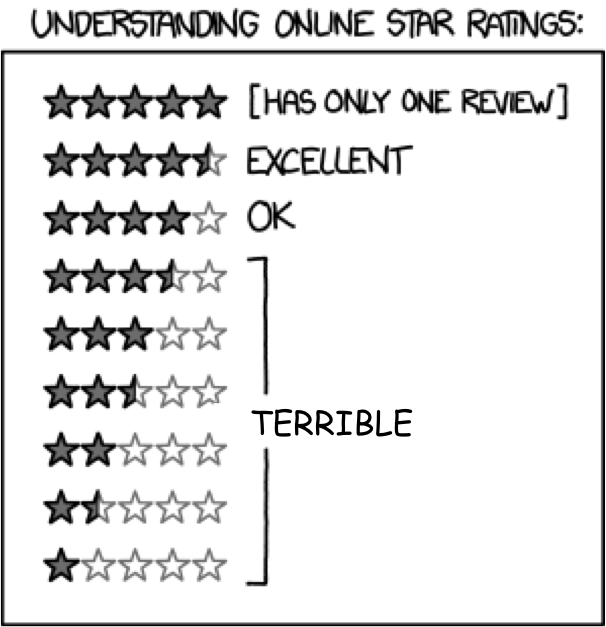 UNDERSTANDING ONLINE STAR RATINGS:
[HAS ONLY ONE REVIEW]
EXCELLENT
OK
TERRIBLE